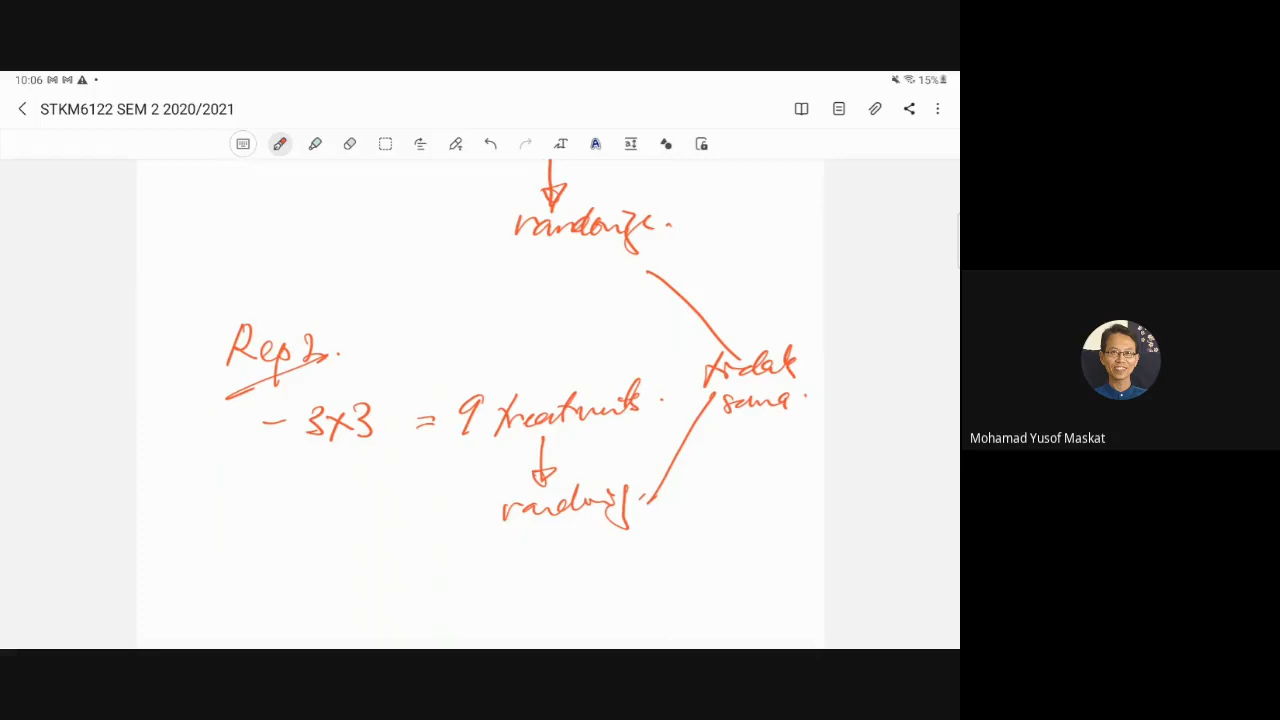 10:06
15%
STKM6122 SEM 2 2020/2021
randomize.
Rep 2.
tidak
sama.
- 3x3 = 9 treatments.
randomize
Mohamad Yusof Maskat